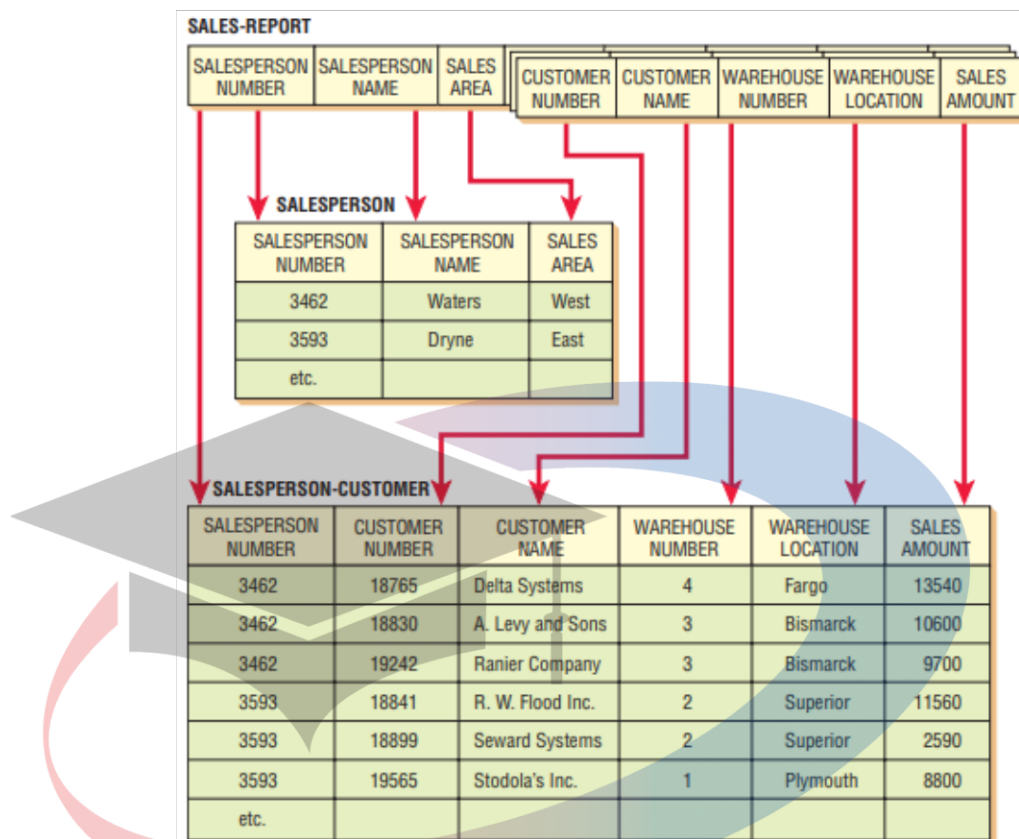 SALES-REPORT
SALESPERSON NUMBER SALESPERSON NAME SALES AREA CUSTOMER NUMBER CUSTOMER NAME WAREHOUSE NUMBER WAREHOUSE LOCATION SALES AMOUNT
SALESPERSON
SALESPERSON NUMBER SALESPERSON NAME SALES AREA
3462 Waters West
3593 Dryne East
etc.
SALESPERSON-CUSTOMER
SALESPERSON NUMBER CUSTOMER NUMBER CUSTOMER NAME WAREHOUSE NUMBER WAREHOUSE LOCATION SALES AMOUNT
3462 18765 Delta Systems 4 Fargo 13540
3462 18830 A. Levy and Sons 3 Bismarck 10600
3462 19242 Ranier Company 3 Bismarck 9700
3593 18841 R. W. Flood Inc. 2 Superior 11560
3593 18899 Seward Systems 2 Superior 2590
3593 19565 Stodola's Inc. 1 Plymouth 8800
etc.